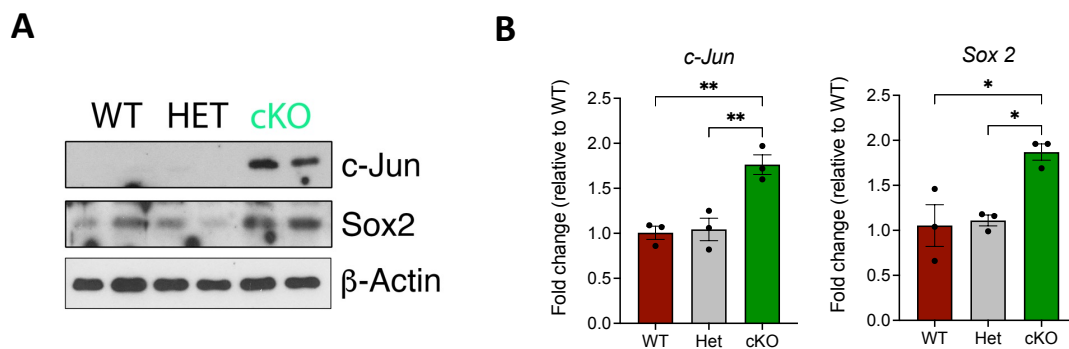 A
WT HET cKO
c-Jun
Sox2
β-Actin
B
c-Jun
Fold change (relative to WT)
2.5
2.0
1.5
1.0
0.5
0.0
**
**
WT Het cKO
Sox 2
Fold change (relative to WT)
2.5
2.0
1.5
1.0
0.5
0.0
*
*
WT Het cKO